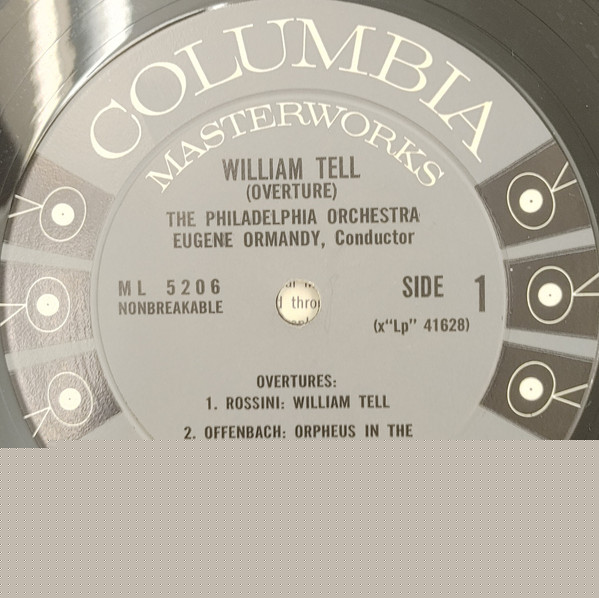 COLUMBIA
MASTERWORKS
WILLIAM TELL
(OVERTURE)
THE PHILADELPHIA ORCHESTRA
EUGENE ORMANDY, Conductor
ML 5206
SIDE 1
NONBREAKABLE
thro
(x"Lp" 41628)
OVERTURES:
1. ROSSINI: WILLIAM TELL
2. OFFENBACH: ORPHEUS IN THE